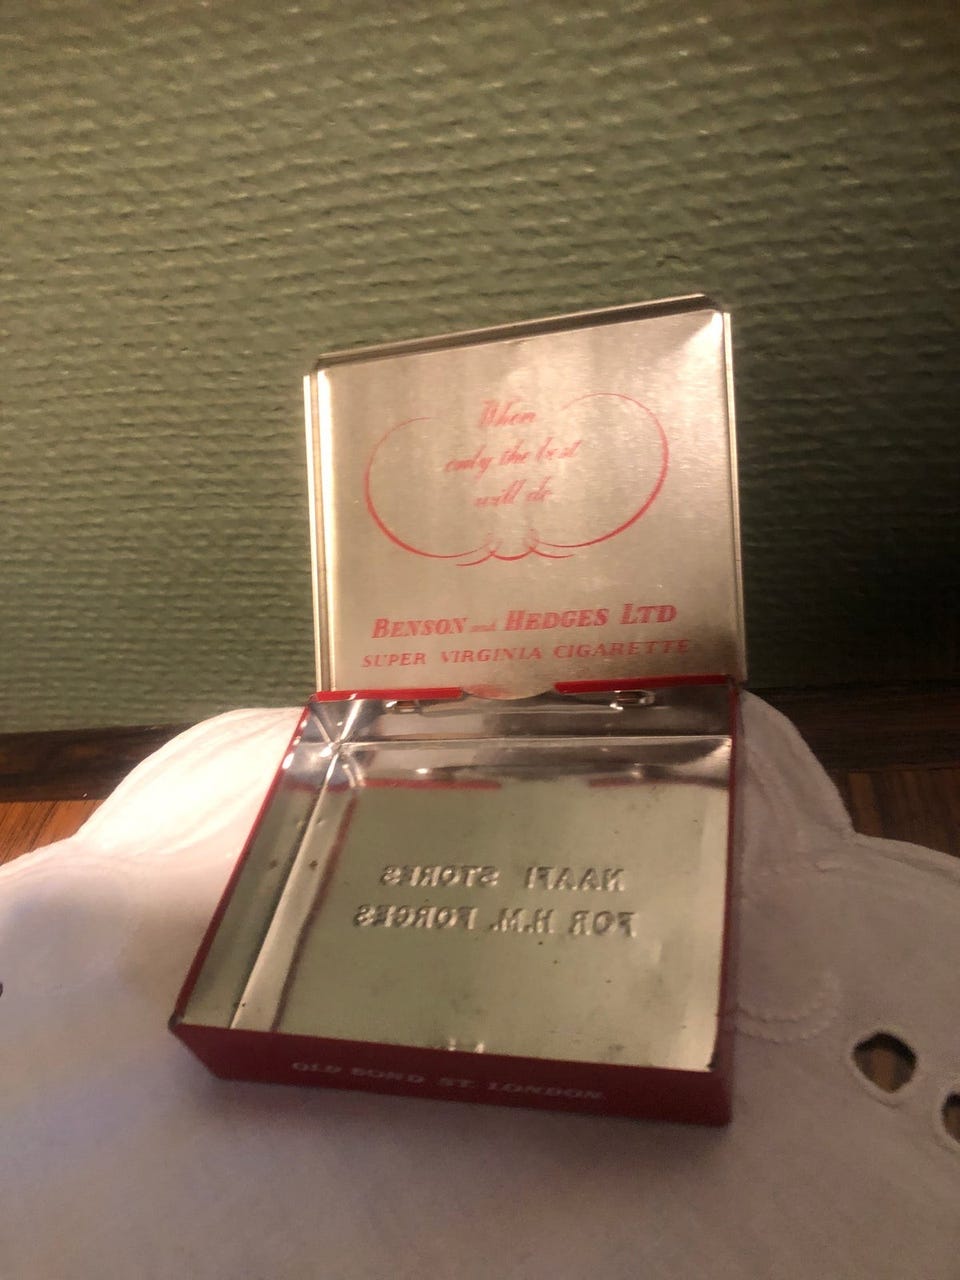 When
only the best
will do
BENSON and HEDGES LTD
SUPER VIRGINIA CIGARETTE
NAAFI STORES
FOR H.M. FORCES
OLD BOND ST. LONDON.